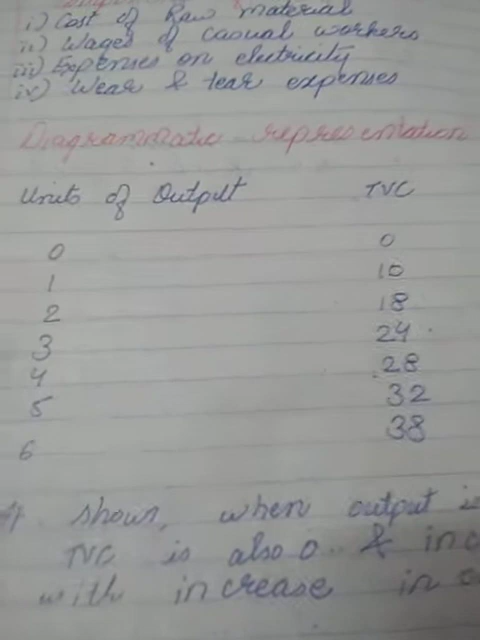 i) Cost of Raw material
ii) Wages of casual workers
iii) Expenses on electricity
iv) Wear & tear expenses
Diagrammatic representation
Units of Output TVC
0 0
1 10
2 18
3 24
4 28
5 32
6 38
shown, when output is
TVC is also 0 & inc
with increase in